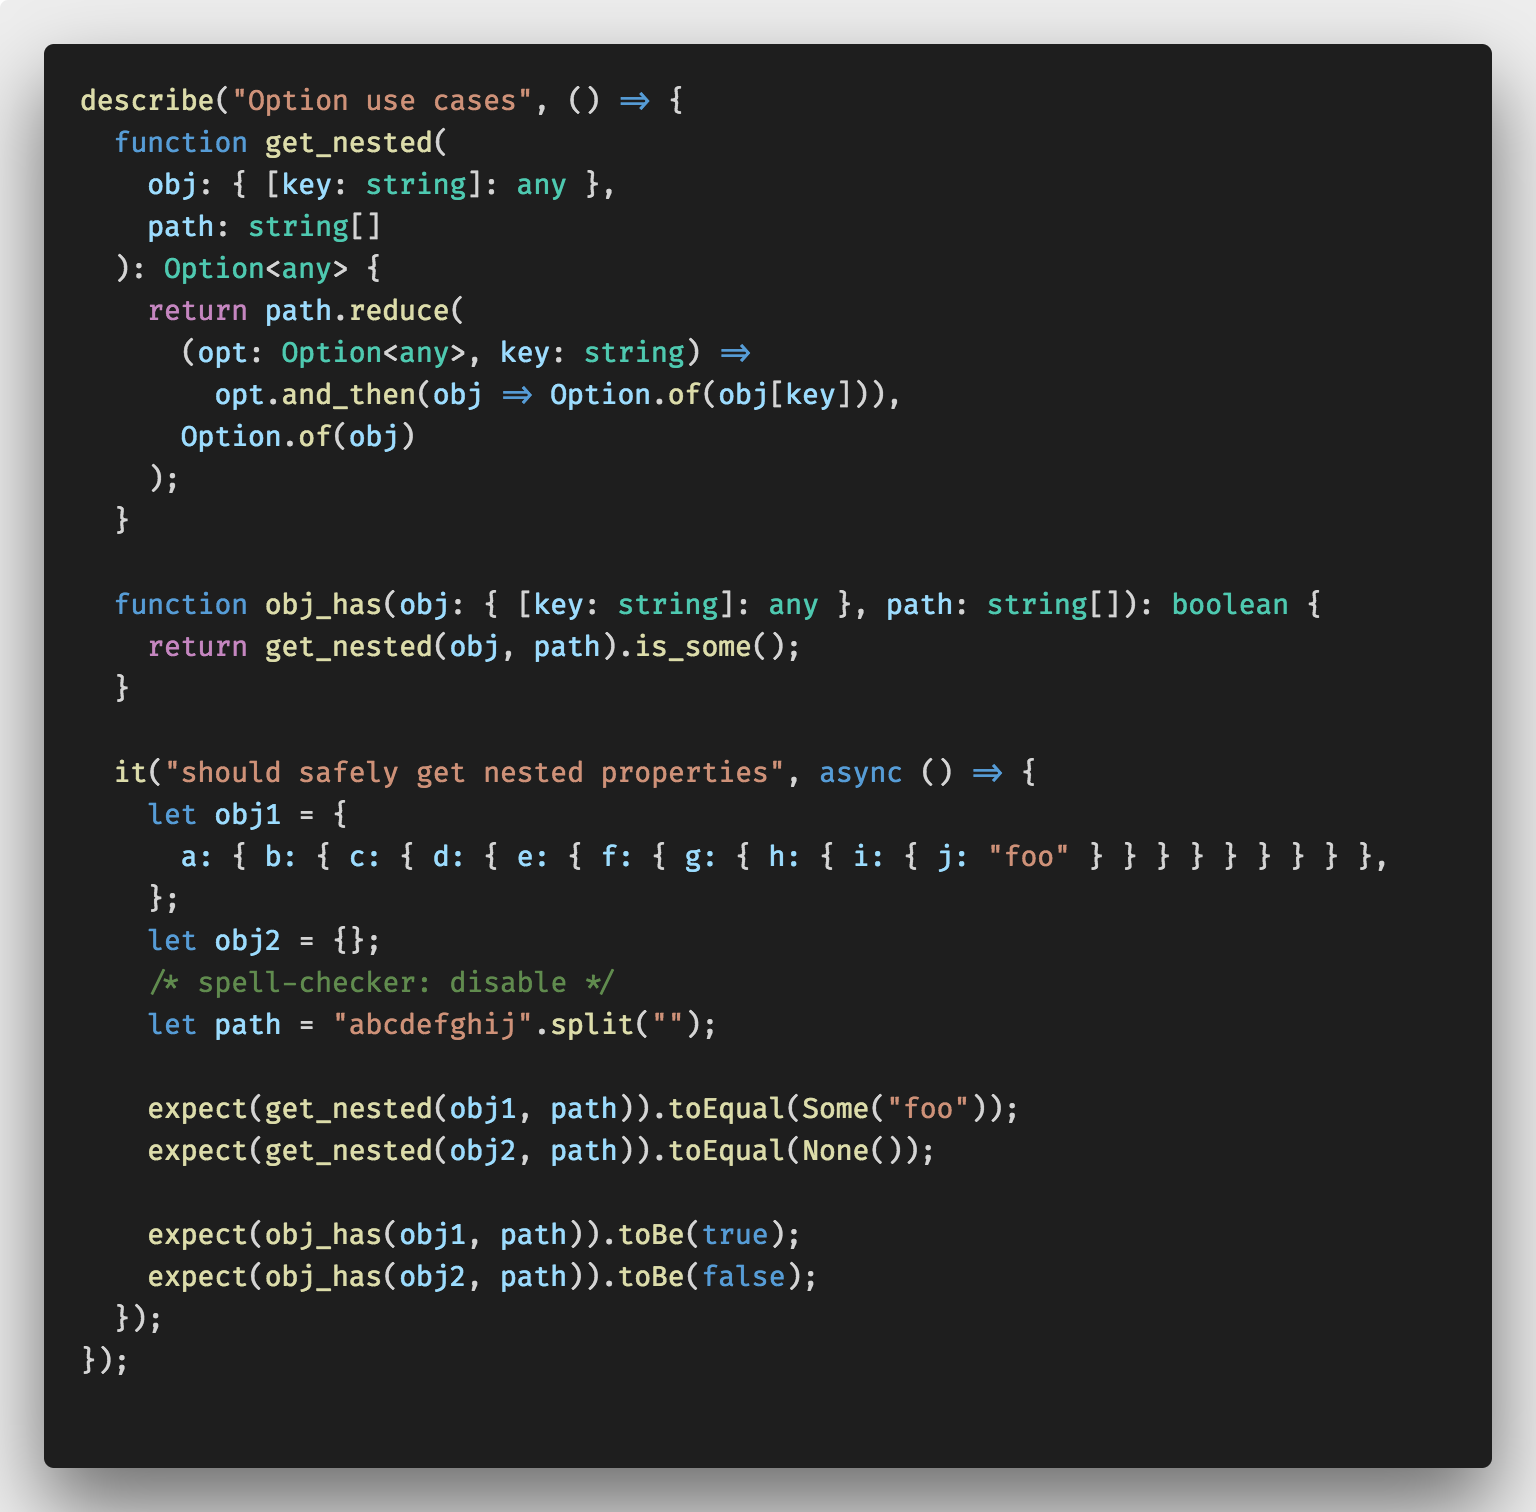 describe("Option use cases", () => {
  function get_nested(
    obj: { [key: string]: any },
    path: string[]
  ): Option<any> {
    return path.reduce(
      (opt: Option<any>, key: string) =>
        opt.and_then(obj => Option.of(obj[key])),
      Option.of(obj)
    );
  }

  function obj_has(obj: { [key: string]: any }, path: string[]): boolean {
    return get_nested(obj, path).is_some();
  }

  it("should safely get nested properties", async () => {
    let obj1 = {
      a: { b: { c: { d: { e: { f: { g: { h: { i: { j: "foo" } } } } } } } } },
    };
    let obj2 = {};
    /* spell-checker: disable */
    let path = "abcdefghij".split("");

    expect(get_nested(obj1, path)).toEqual(Some("foo"));
    expect(get_nested(obj2, path)).toEqual(None());

    expect(obj_has(obj1, path)).toBe(true);
    expect(obj_has(obj2, path)).toBe(false);
  });
});